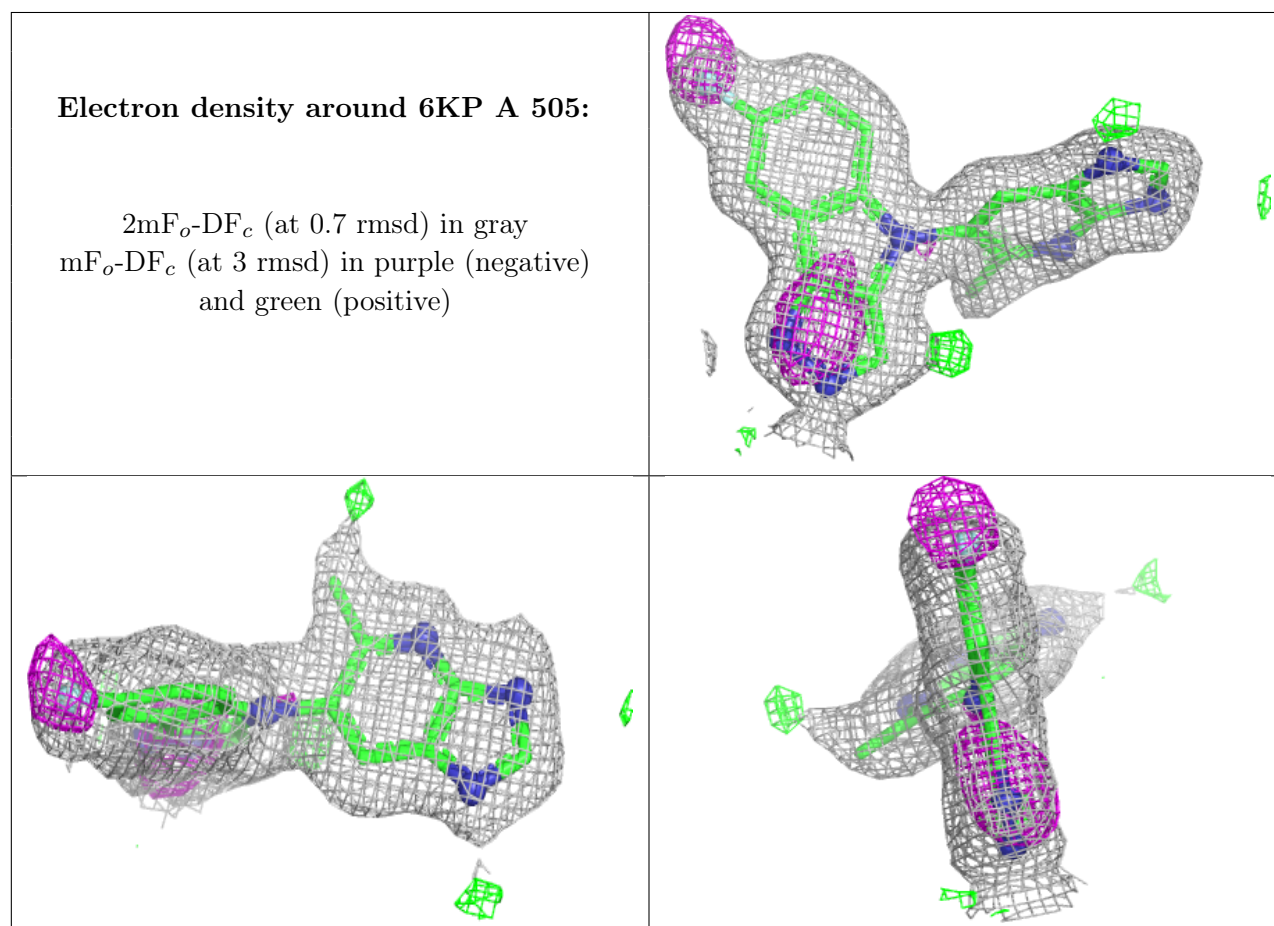 Electron density around 6KP A 505:
2mFo-DFc (at 0.7 rmsd) in gray
mFo-DFc (at 3 rmsd) in purple (negative)
and green (positive)